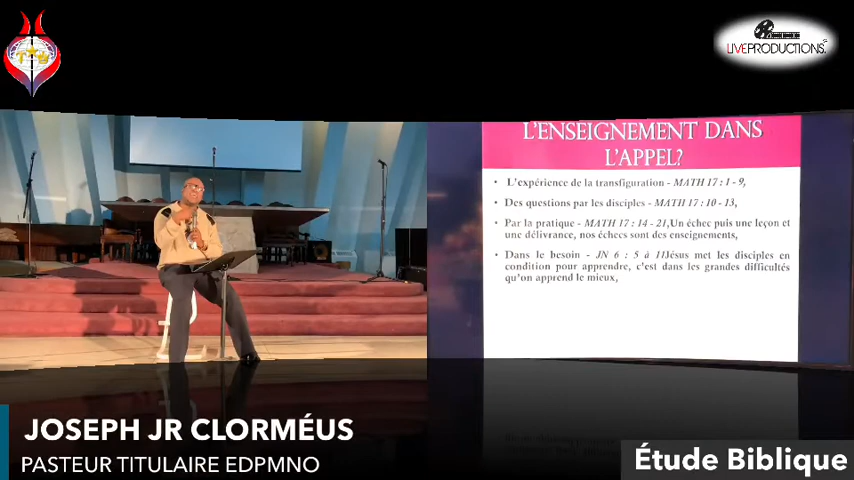 LIVEPRODUCTIONS
L'ENSEIGNEMENT DANS
L'APPEL?
• L'expérience de la transfiguration - MATH 17 : 1 - 9,
• Des questions par les disciples - MATH 17 : 10 - 13,
• Par la pratique - MATH 17 : 14 - 21,Un échec puis une leçon et
une délivrance, nos échecs sont des enseignements,
• Dans le besoin - JN 6 : 5 à 11Jésus met les disciples en
condition pour apprendre, c'est dans les grandes difficultés
qu'on apprend le mieux,
JOSEPH JR CLORMÉUS
PASTEUR TITULAIRE EDPMNO
Étude Biblique